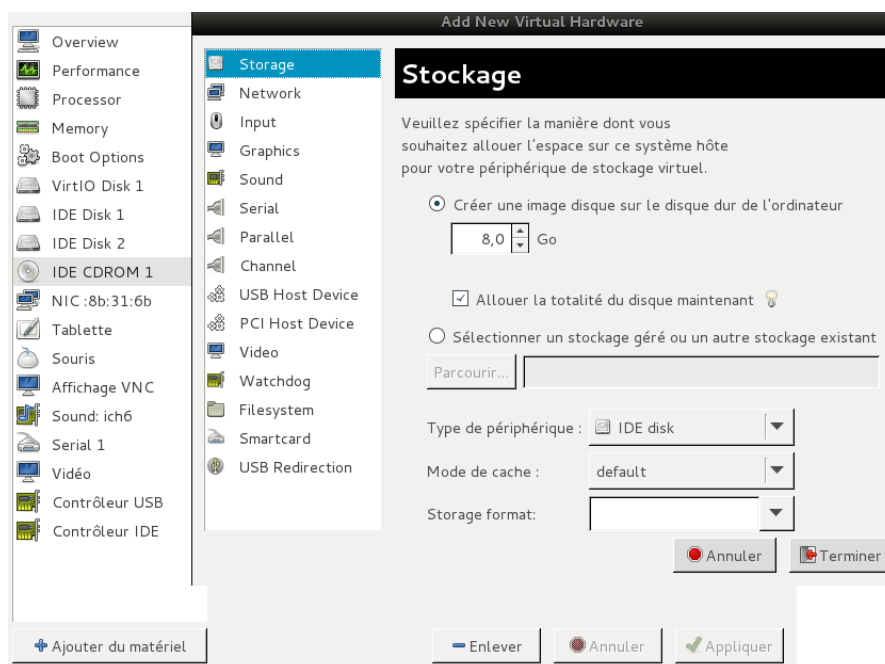 Add New Virtual Hardware
Overview
Performance
Processor
Memory
Boot Options
VirtIO Disk 1
IDE Disk 1
IDE Disk 2
IDE CDROM 1
NIC :8b:31:6b
Tablette
Souris
Affichage VNC
Sound: ich6
Serial 1
Vidéo
Contrôleur USB
Contrôleur IDE
Storage
Network
Input
Graphics
Sound
Serial
Parallel
Channel
USB Host Device
PCI Host Device
Video
Watchdog
Filesystem
Smartcard
USB Redirection
Stockage
Veuillez spécifier la manière dont vous
souhaitez allouer l'espace sur ce système hôte
pour votre périphérique de stockage virtuel.
Créer une image disque sur le disque dur de l'ordinateur
8,0 Go
Allouer la totalité du disque maintenant
Sélectionner un stockage géré ou un autre stockage existant
Parcourir...
Type de périphérique : IDE disk
Mode de cache : default
Storage format:
Annuler Terminer
Ajouter du matériel Enlever Annuler Appliquer